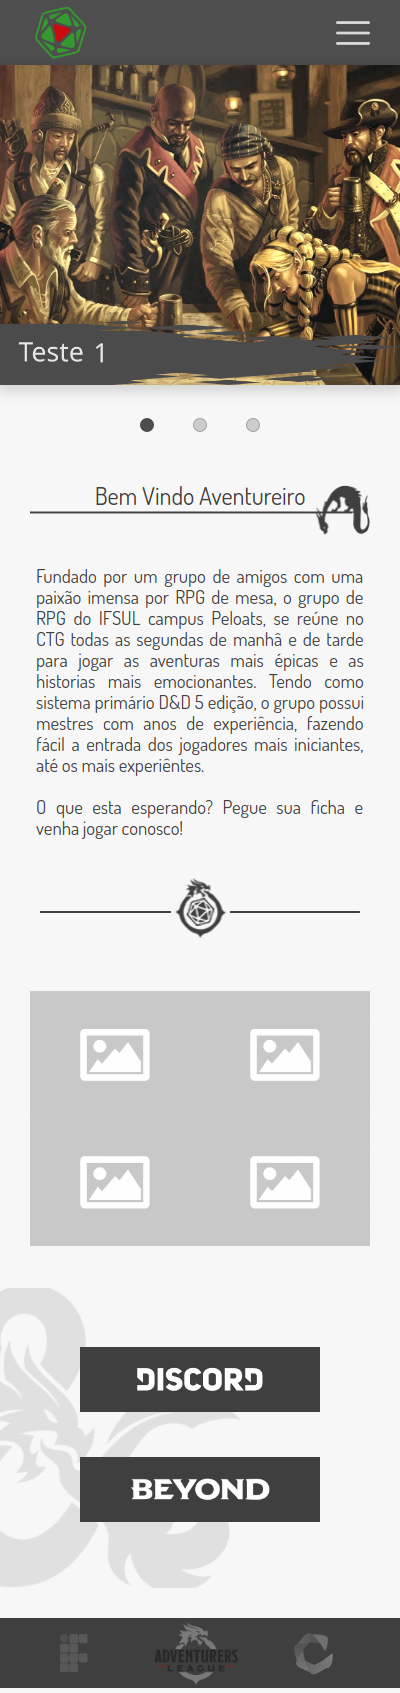 Teste 1
Bem Vindo Aventureiro
Fundado por um grupo de amigos com uma
paixão imensa por RPG de mesa, o grupo de
RPG do IFSUL campus Peloats, se reúne no
CTG todas as segundas de manhã e de tarde
para jogar as aventuras mais épicas e as
historias mais emocionantes. Tendo como
sistema primário D&D 5 edição, o grupo possui
mestres com anos de experiência, fazendo
fácil a entrada dos jogadores mais iniciantes,
até os mais experiêntes.
O que esta esperando? Pegue sua ficha e
venha jogar conosco!
DISCORD
BEYOND
ADVENTURERS
LEAGUE